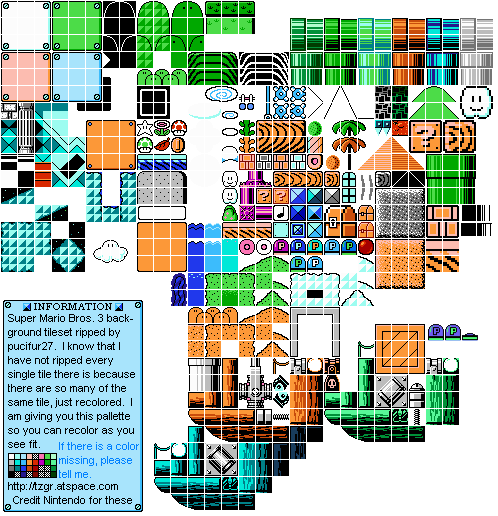 INFORMATION
Super Mario Bros. 3 back-
ground tileset ripped by
pucifur27. I know that I
have not ripped every
single tile there is because
there are so many of the
same tile, just recolored. I
am giving you this pallette
so you can recolor as you
see fit.
If there is a color
missing, please
tell me.
http://tzgr.atspace.com
Credit Nintendo for these
P P P P
P P
P P